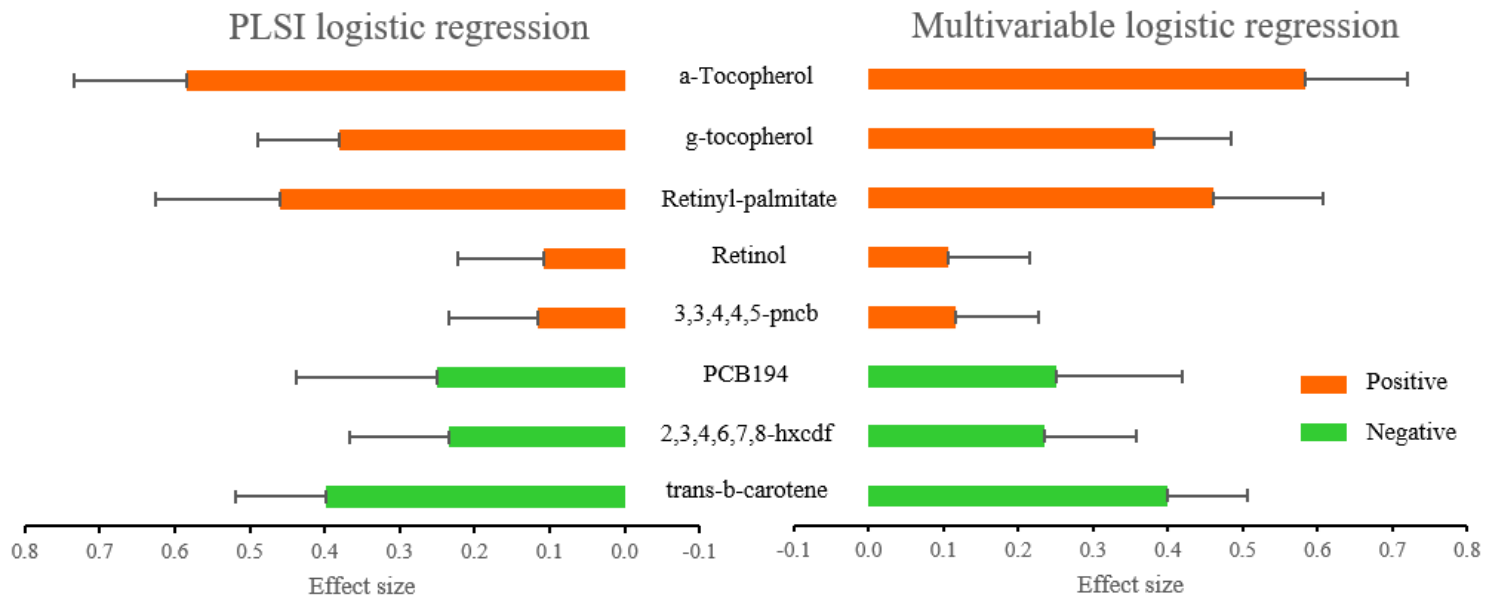 PLSI logistic regression
Multivariable logistic regression
a-Tocopherol
g-tocopherol
Retinyl-palmitate
Retinol
3,3,4,4,5-pncb
PCB194
2,3,4,6,7,8-hxcdf
trans-b-carotene
Positive
Negative
0.8 0.7 0.6 0.5 0.4 0.3 0.2 0.1 0.0 -0.1
-0.1 0.0 0.1 0.2 0.3 0.4 0.5 0.6 0.7 0.8
Effect size
Effect size